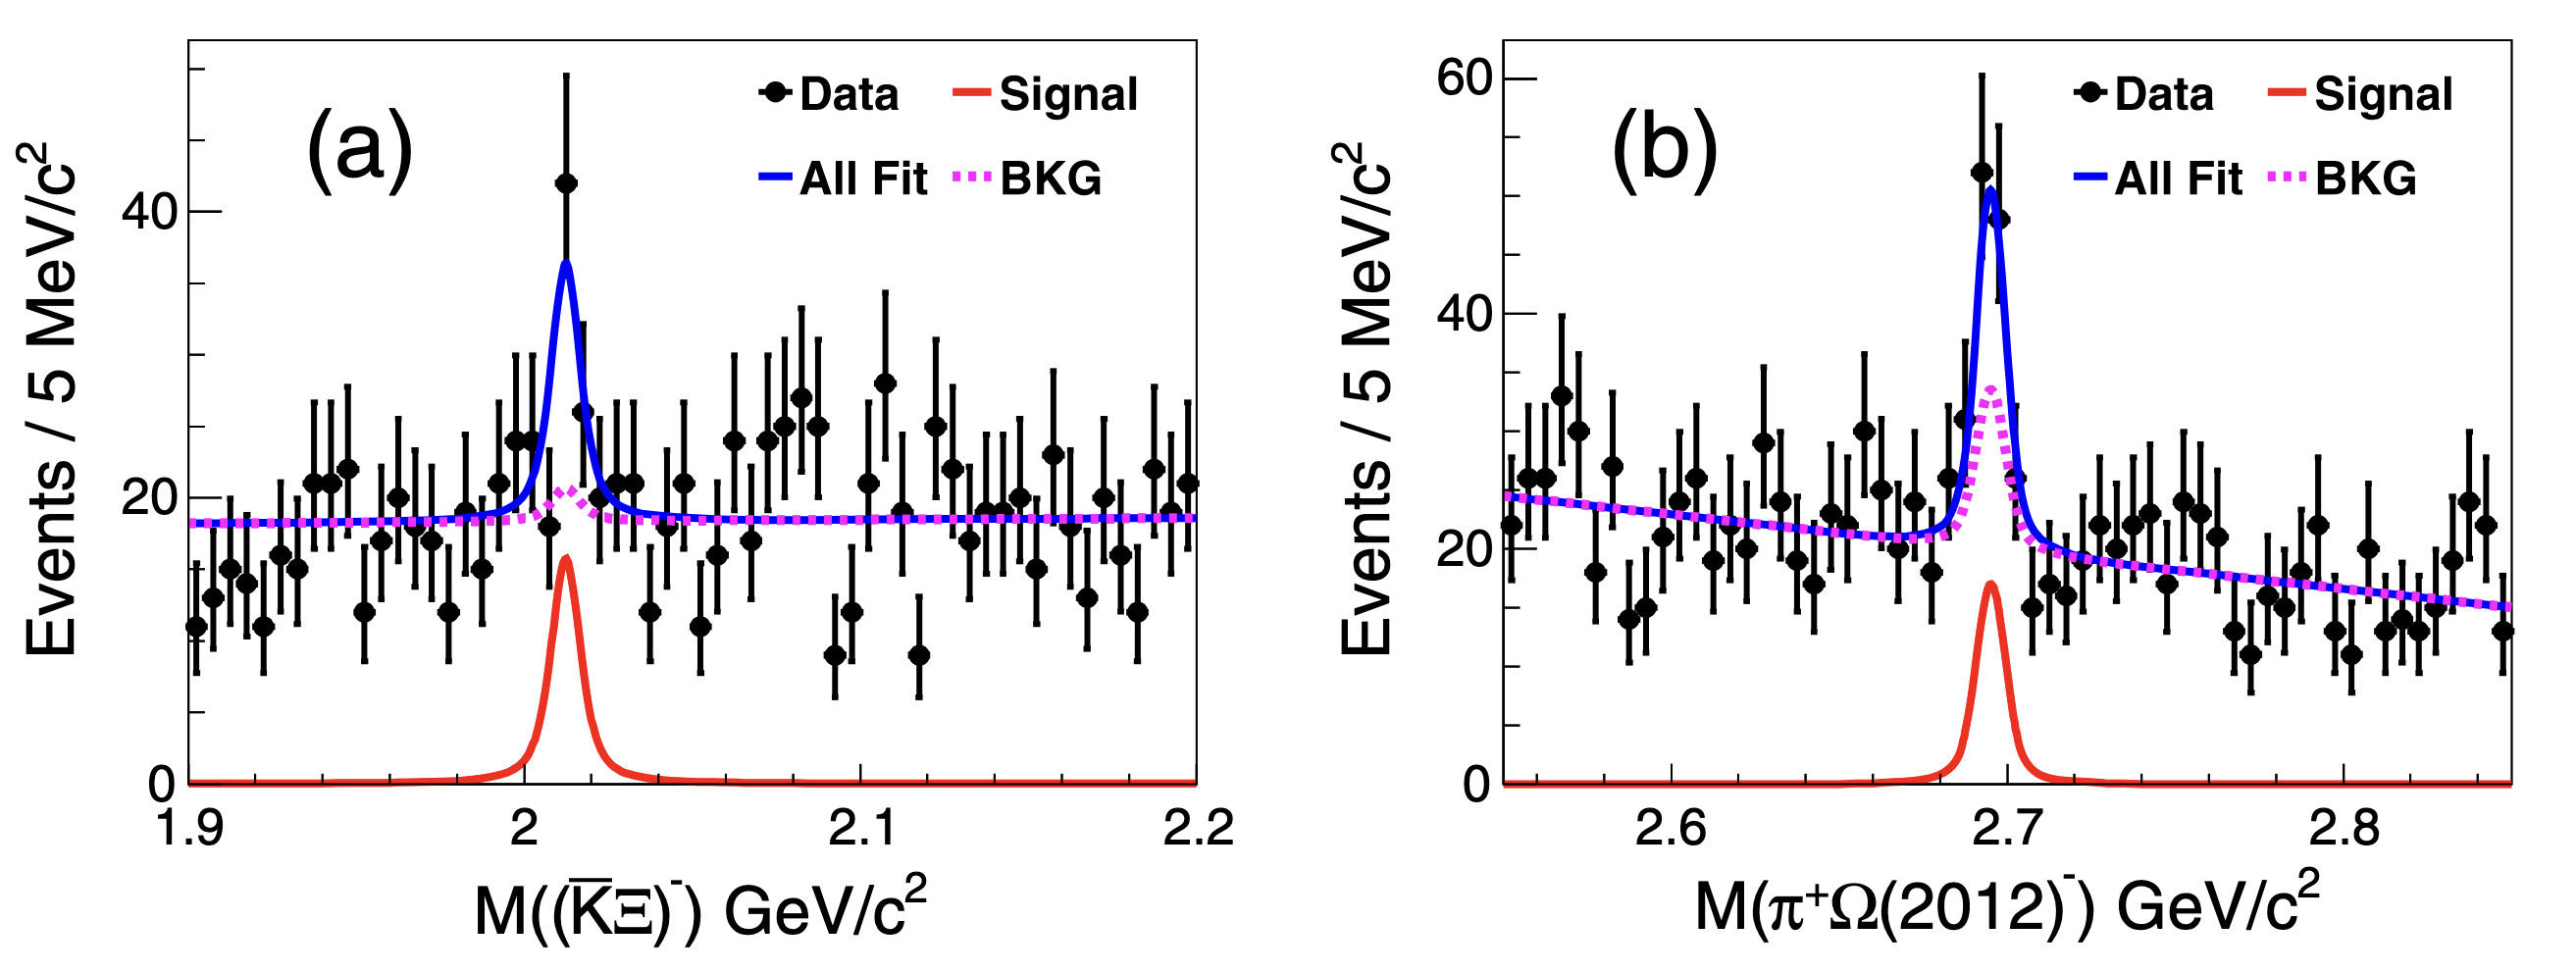 (a)
Data
Signal
All Fit
BKG
Events / 5 MeV/c²
40
20
0
1.9
2
2.1
2.2
M((K̅Ξ)⁻) GeV/c²
(b)
Data
Signal
All Fit
BKG
Events / 5 MeV/c²
60
40
20
0
2.6
2.7
2.8
M(π⁺Ω(2012)⁻) GeV/c²